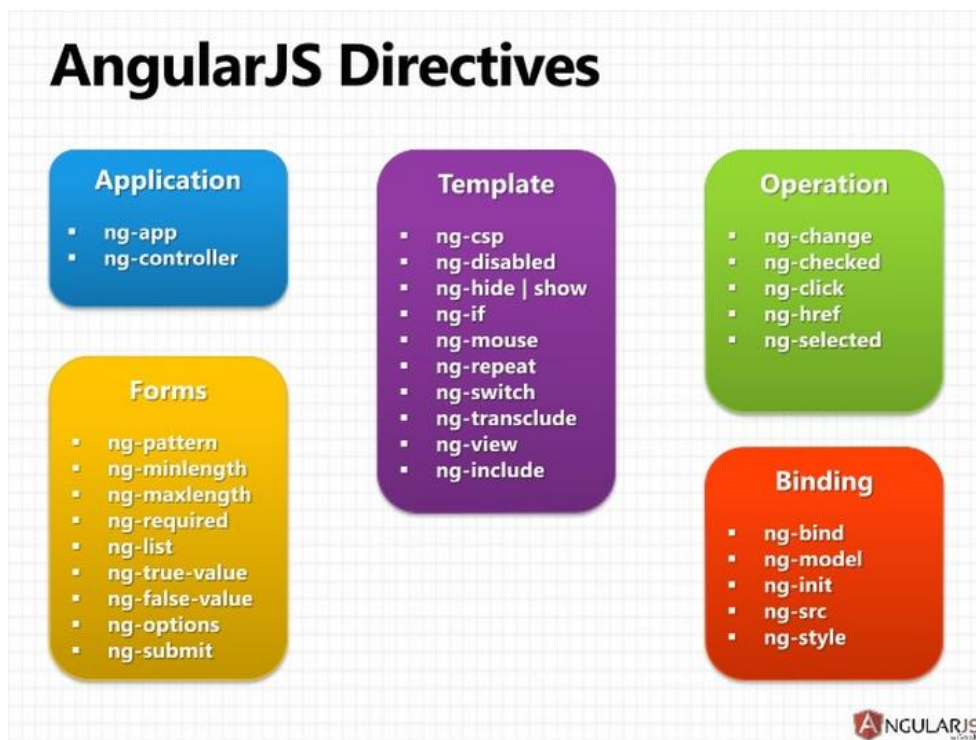 AngularJS Directives
Application
▪ ng-app
▪ ng-controller
Forms
▪ ng-pattern
▪ ng-minlength
▪ ng-maxlength
▪ ng-required
▪ ng-list
▪ ng-true-value
▪ ng-false-value
▪ ng-options
▪ ng-submit
Template
▪ ng-csp
▪ ng-disabled
▪ ng-hide | show
▪ ng-if
▪ ng-mouse
▪ ng-repeat
▪ ng-switch
▪ ng-transclude
▪ ng-view
▪ ng-include
Operation
▪ ng-change
▪ ng-checked
▪ ng-click
▪ ng-href
▪ ng-selected
Binding
▪ ng-bind
▪ ng-model
▪ ng-init
▪ ng-src
▪ ng-style
ANGULARJS